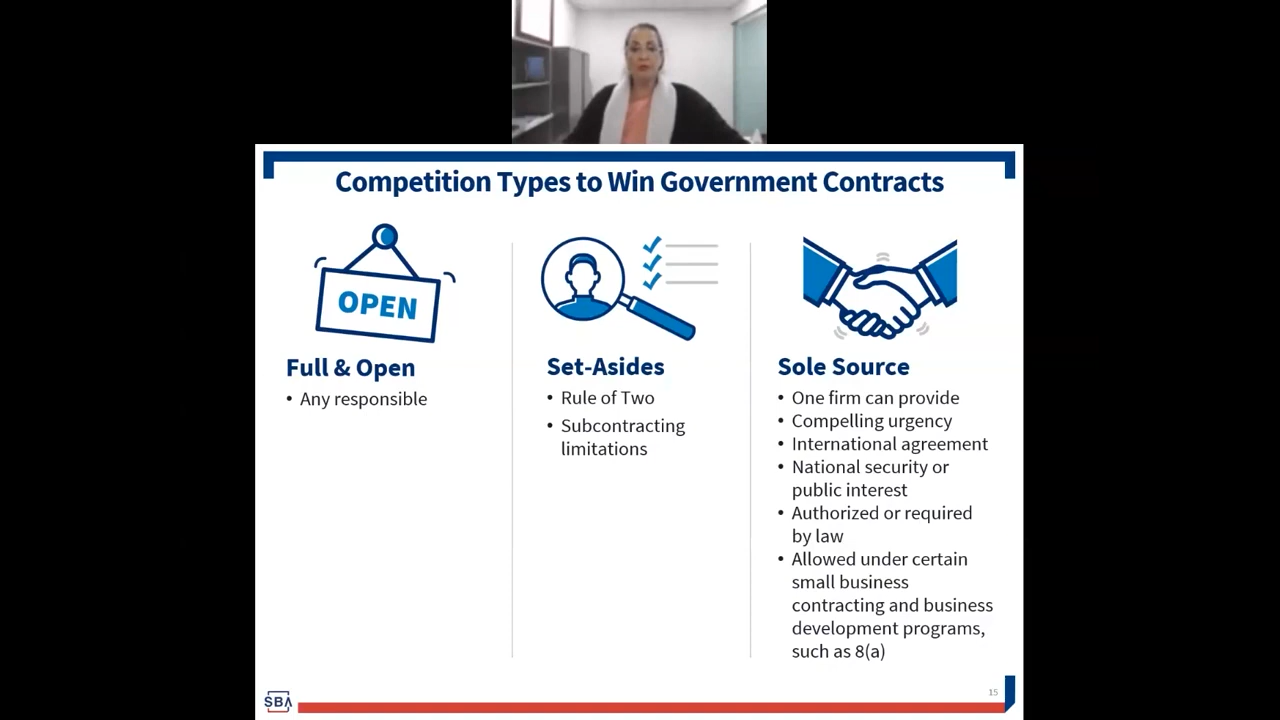 Competition Types to Win Government Contracts
OPEN
Full & Open
• Any responsible
Set-Asides
• Rule of Two
• Subcontracting
limitations
Sole Source
• One firm can provide
• Compelling urgency
• International agreement
• National security or
public interest
• Authorized or required
by law
• Allowed under certain
small business
contracting and business
development programs,
such as 8(a)
SBA
15